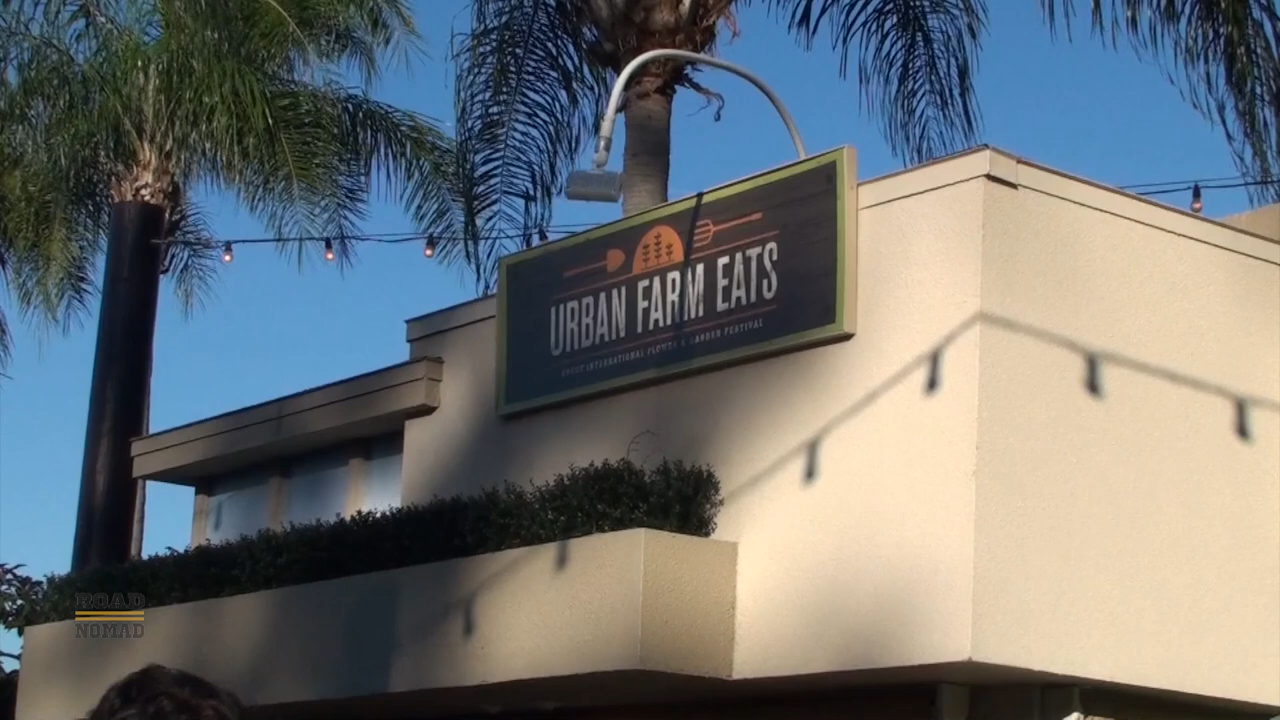 URBAN FARM EATS
EPCOT INTERNATIONAL FLOWER & GARDEN FESTIVAL
ROAD
NOMAD